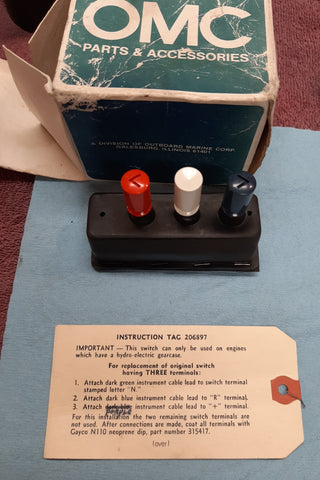 OMC
PARTS & ACCESSORIES
A DIVISION OF OUTBOARD MARINE CORP.
GALESBURG, ILLINOIS 61401
INSTRUCTION TAG 206897
IMPORTANT — This switch can only be used on engines
which have a hydro-electric gearcase.
For replacement of original switch
having THREE terminals:
1. Attach dark green instrument cable lead to switch terminal
stamped letter "N."
2. Attach dark blue instrument cable lead to "R" terminal.
3. Attach purple instrument cable lead to "+" terminal.
For this installation the two remaining switch terminals are
not used. After connections are made, coat all terminals with
Gayco N110 neoprene dip, part number 315417.
(over)